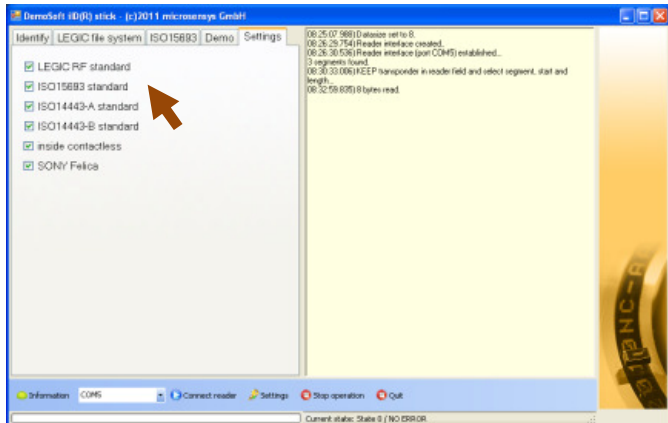 DemoSoft iID(R) stick - (c)2011 microsensys GmbH
Identify LEGIC file system ISO15693 Demo Settings
LEGIC RF standard
ISO15693 standard
ISO14443-A standard
ISO14443-B standard
inside contactless
SONY Felica
08:25:07:988) Datasize set to 8.
08:26:29:754) Reader interface created..
08:26:30:536) Reader interface (port COM5) established...
3 segments found.
08:30:33:006) KEEP transponder in reader field and select segment, start and
length...
08:32:59:835) 8 bytes read.
Information COM5 Connect reader Settings Stop operation Quit
Current state: State 0 / NO ERROR